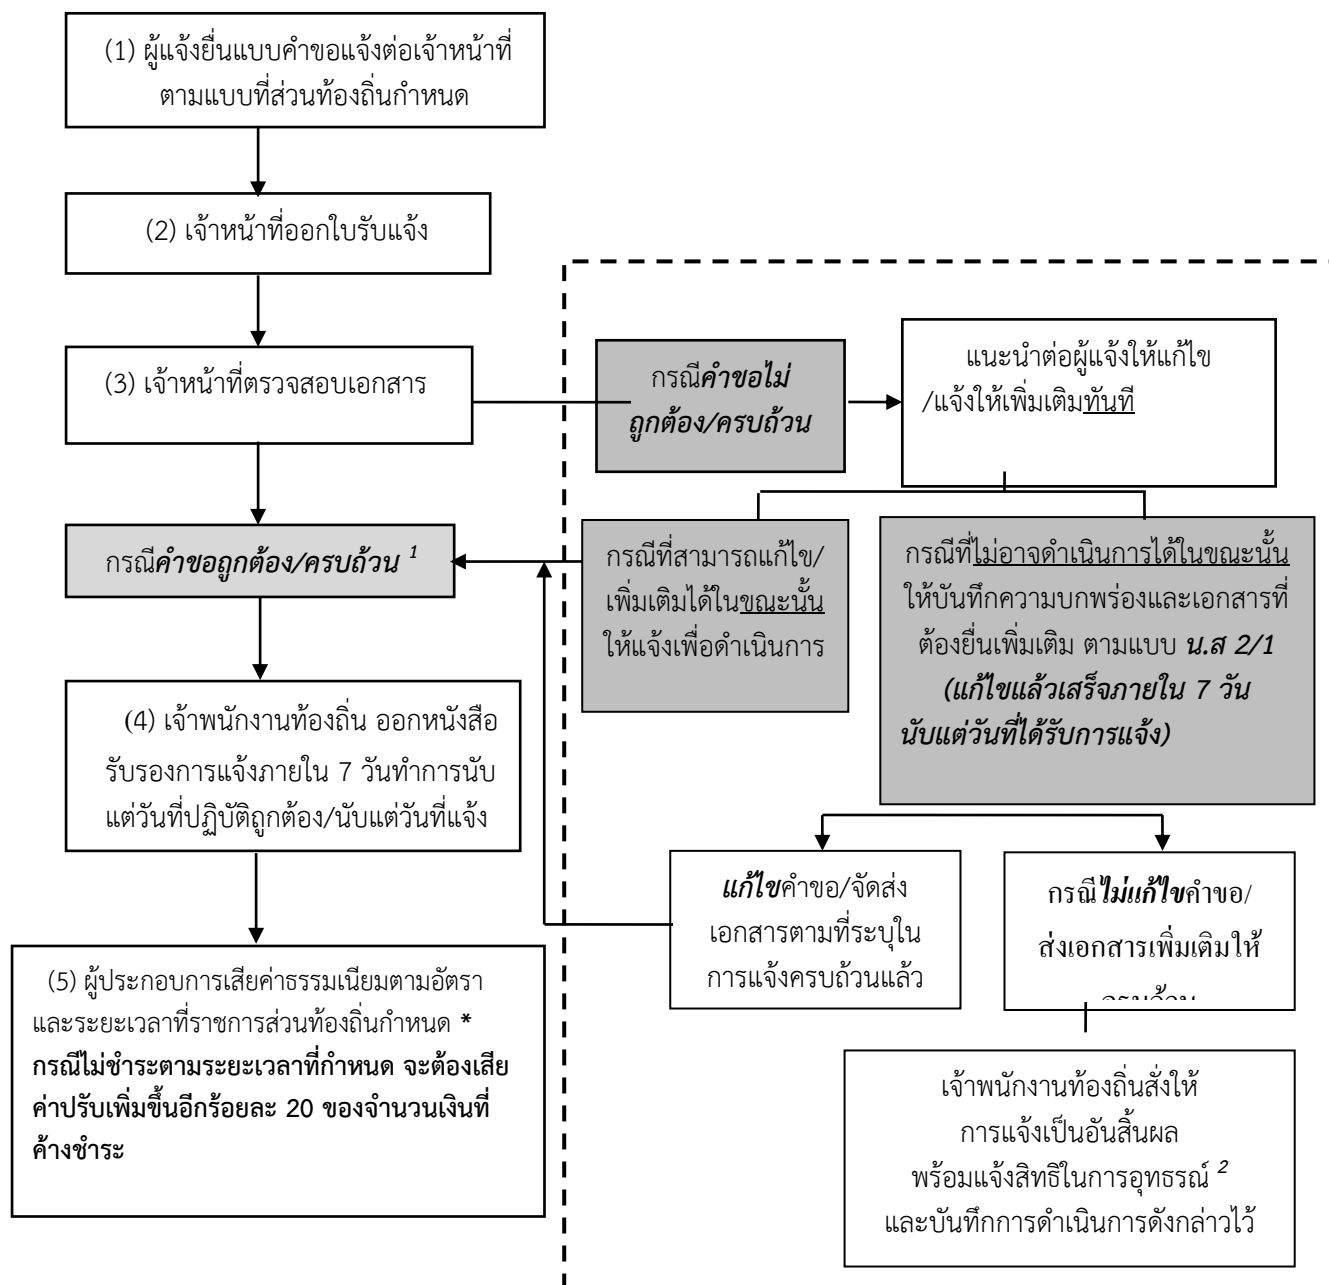 (1) ผู้แจ้งยื่นแบบคำขอแจ้งต่อเจ้าหน้าที่
ตามแบบที่ส่วนท้องถิ่นกำหนด
(2) เจ้าหน้าที่ออกใบรับแจ้ง
(3) เจ้าหน้าที่ตรวจสอบเอกสาร
กรณีคำขอไม่
ถูกต้อง/ครบถ้วน
แนะนำต่อผู้แจ้งให้แก้ไข
/แจ้งให้เพิ่มเติมทันที
กรณีคำขอถูกต้อง/ครบถ้วน 1
กรณีที่สามารถแก้ไข/
เพิ่มเติมได้ในขณะนั้น
ให้แจ้งเพื่อดำเนินการ
กรณีที่ไม่อาจดำเนินการได้ในขณะนั้น
ให้บันทึกความบกพร่องและเอกสารที่
ต้องยื่นเพิ่มเติม ตามแบบ น.ส 2/1
(แก้ไขแล้วเสร็จภายใน 7 วัน
นับแต่วันที่ได้รับการแจ้ง)
(4) เจ้าพนักงานท้องถิ่น ออกหนังสือ
รับรองการแจ้งภายใน 7 วันทำการนับ
แต่วันที่ปฏิบัติถูกต้อง/นับแต่วันที่แจ้ง
แก้ไขคำขอ/จัดส่ง
เอกสารตามที่ระบุใน
การแจ้งครบถ้วนแล้ว
กรณีไม่แก้ไขคำขอ/
ส่งเอกสารเพิ่มเติมให้
(5) ผู้ประกอบการเสียค่าธรรมเนียมตามอัตรา
และระยะเวลาที่ราชการส่วนท้องถิ่นกำหนด *
กรณีไม่ชำระตามระยะเวลาที่กำหนด จะต้องเสีย
ค่าปรับเพิ่มขึ้นอีกร้อยละ 20 ของจำนวนเงินที่
ค้างชำระ
เจ้าพนักงานท้องถิ่นสั่งให้
การแจ้งเป็นอันสิ้นผล
พร้อมแจ้งสิทธิในการอุทธรณ์ 2
และบันทึกการดำเนินการดังกล่าวไว้